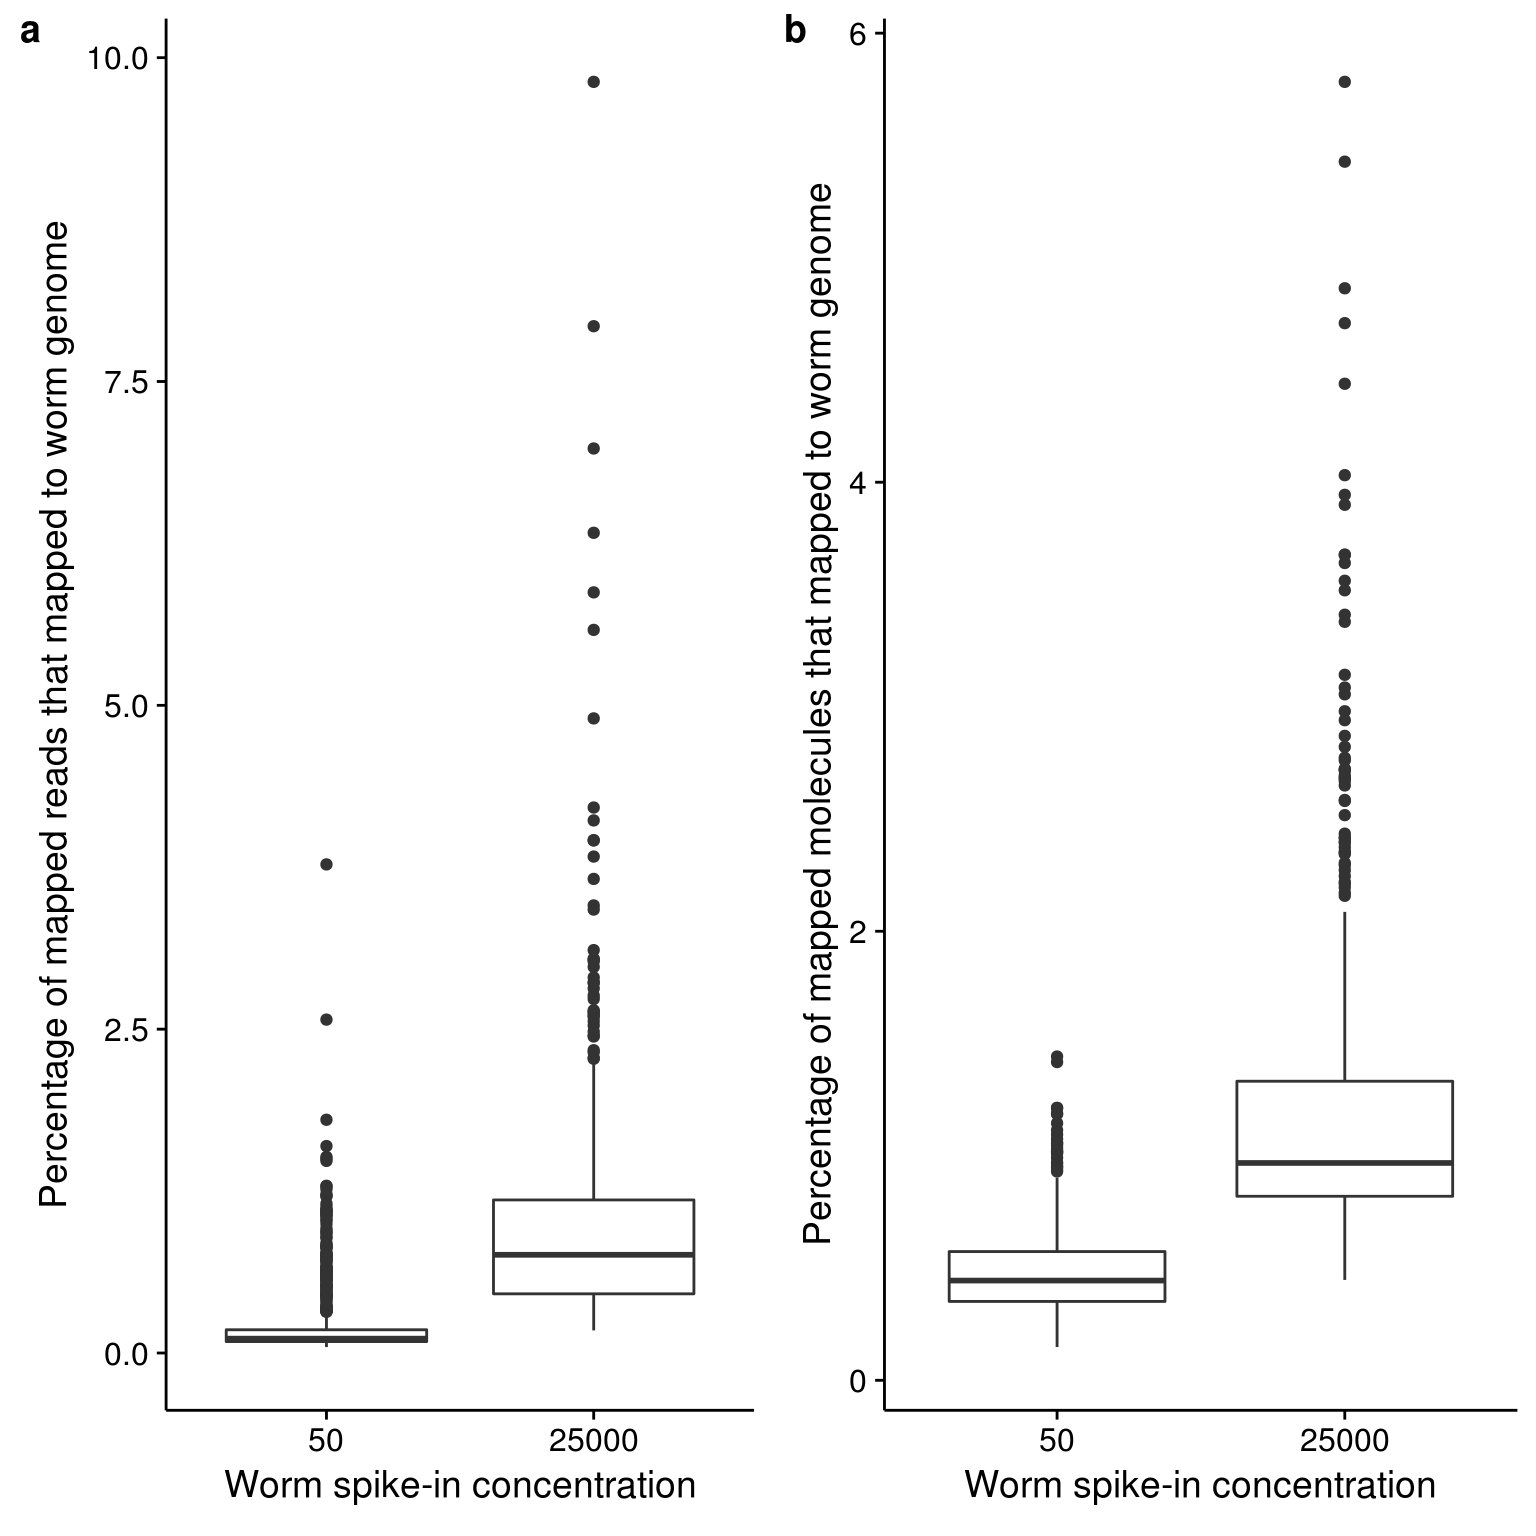 a
10.0
7.5
5.0
2.5
0.0
Percentage of mapped reads that mapped to worm genome
50
25000
Worm spike-in concentration
b
6
4
2
0
Percentage of mapped molecules that mapped to worm genome
50
25000
Worm spike-in concentration